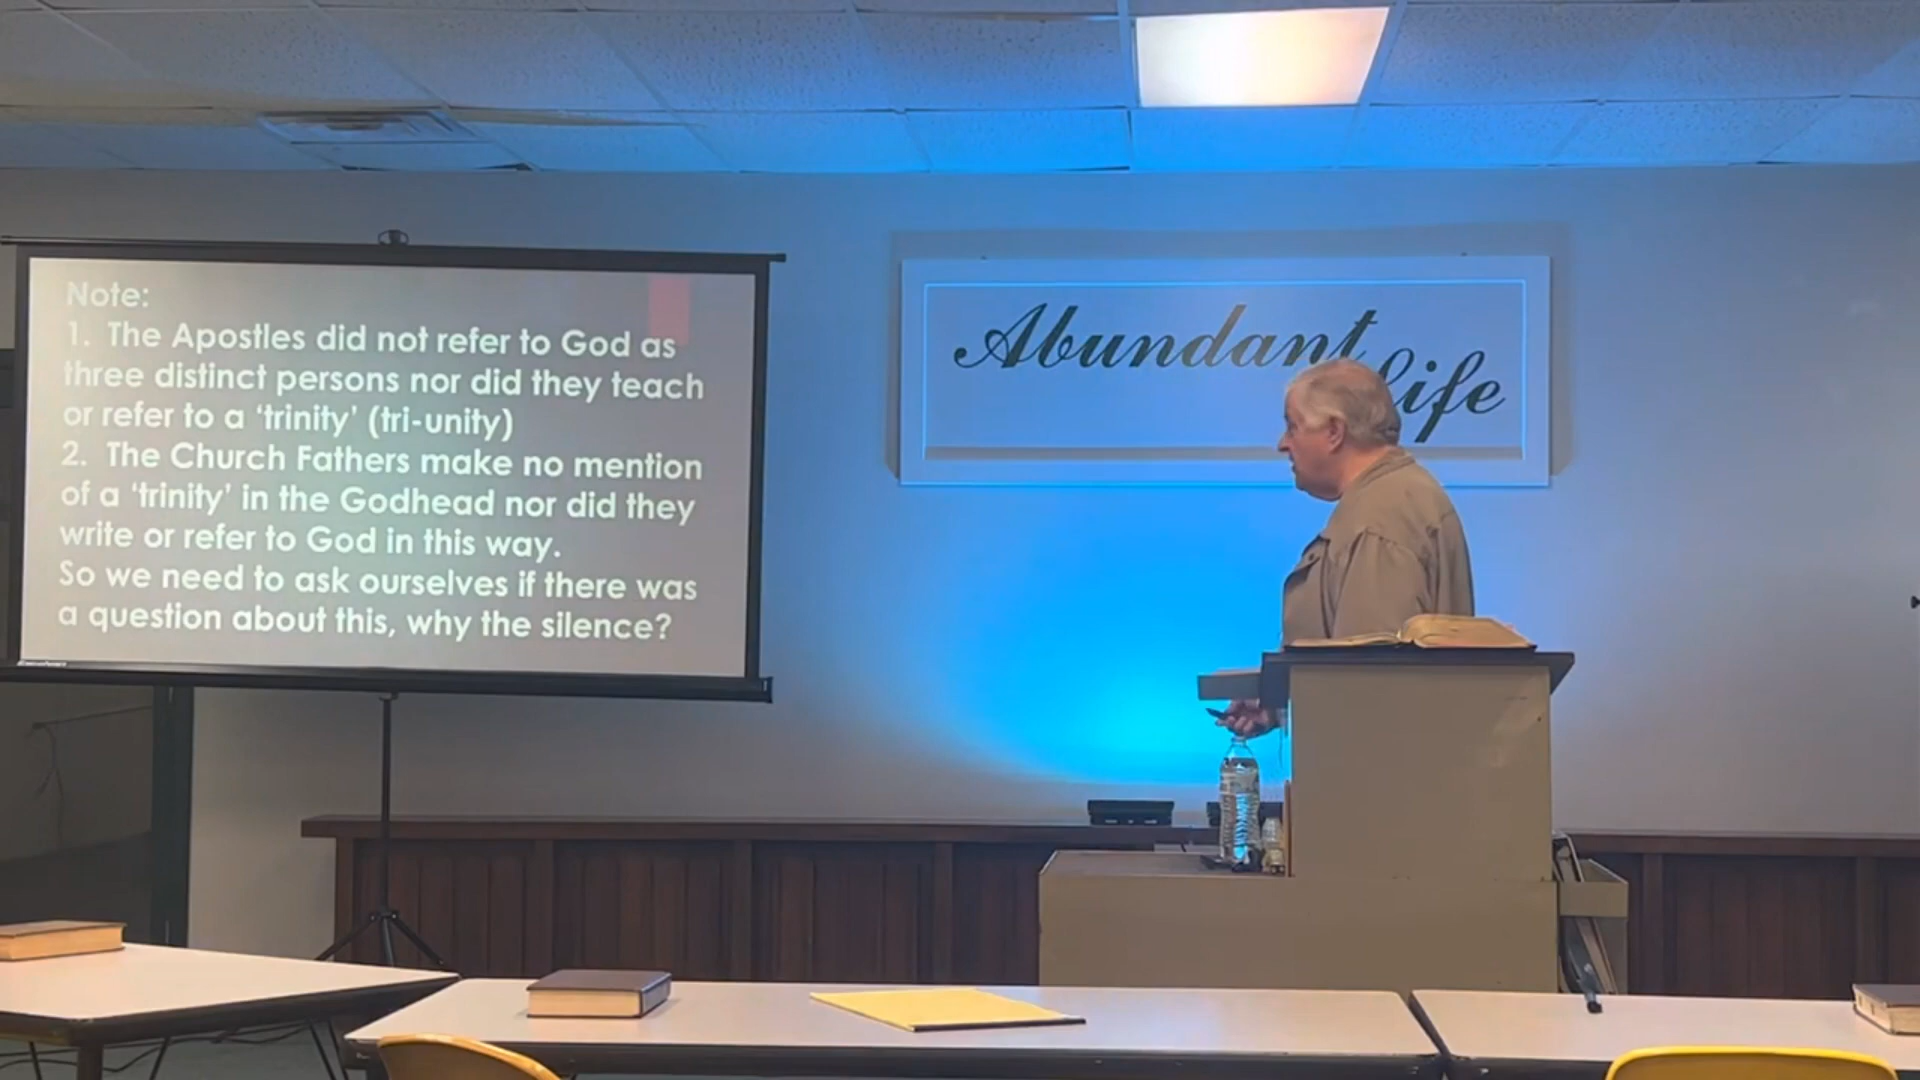 Note:
1. The Apostles did not refer to God as
three distinct persons nor did they teach
or refer to a ‘trinity’ (tri-unity)
2. The Church Fathers make no mention
of a ‘trinity’ in the Godhead nor did they
write or refer to God in this way.
So we need to ask ourselves if there was
a question about this, why the silence?
Abundant
Life